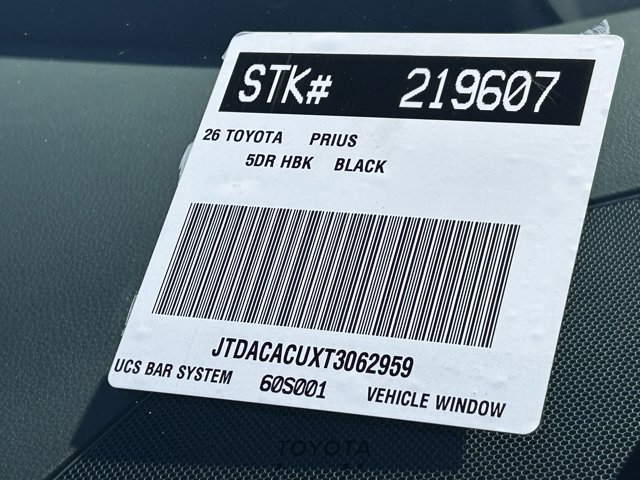 STK# 219607
26 TOYOTA PRIUS
5DR HBK BLACK
JTDACACUXT3062959
UCS BAR SYSTEM 60S001 VEHICLE WINDOW
TOYOTA